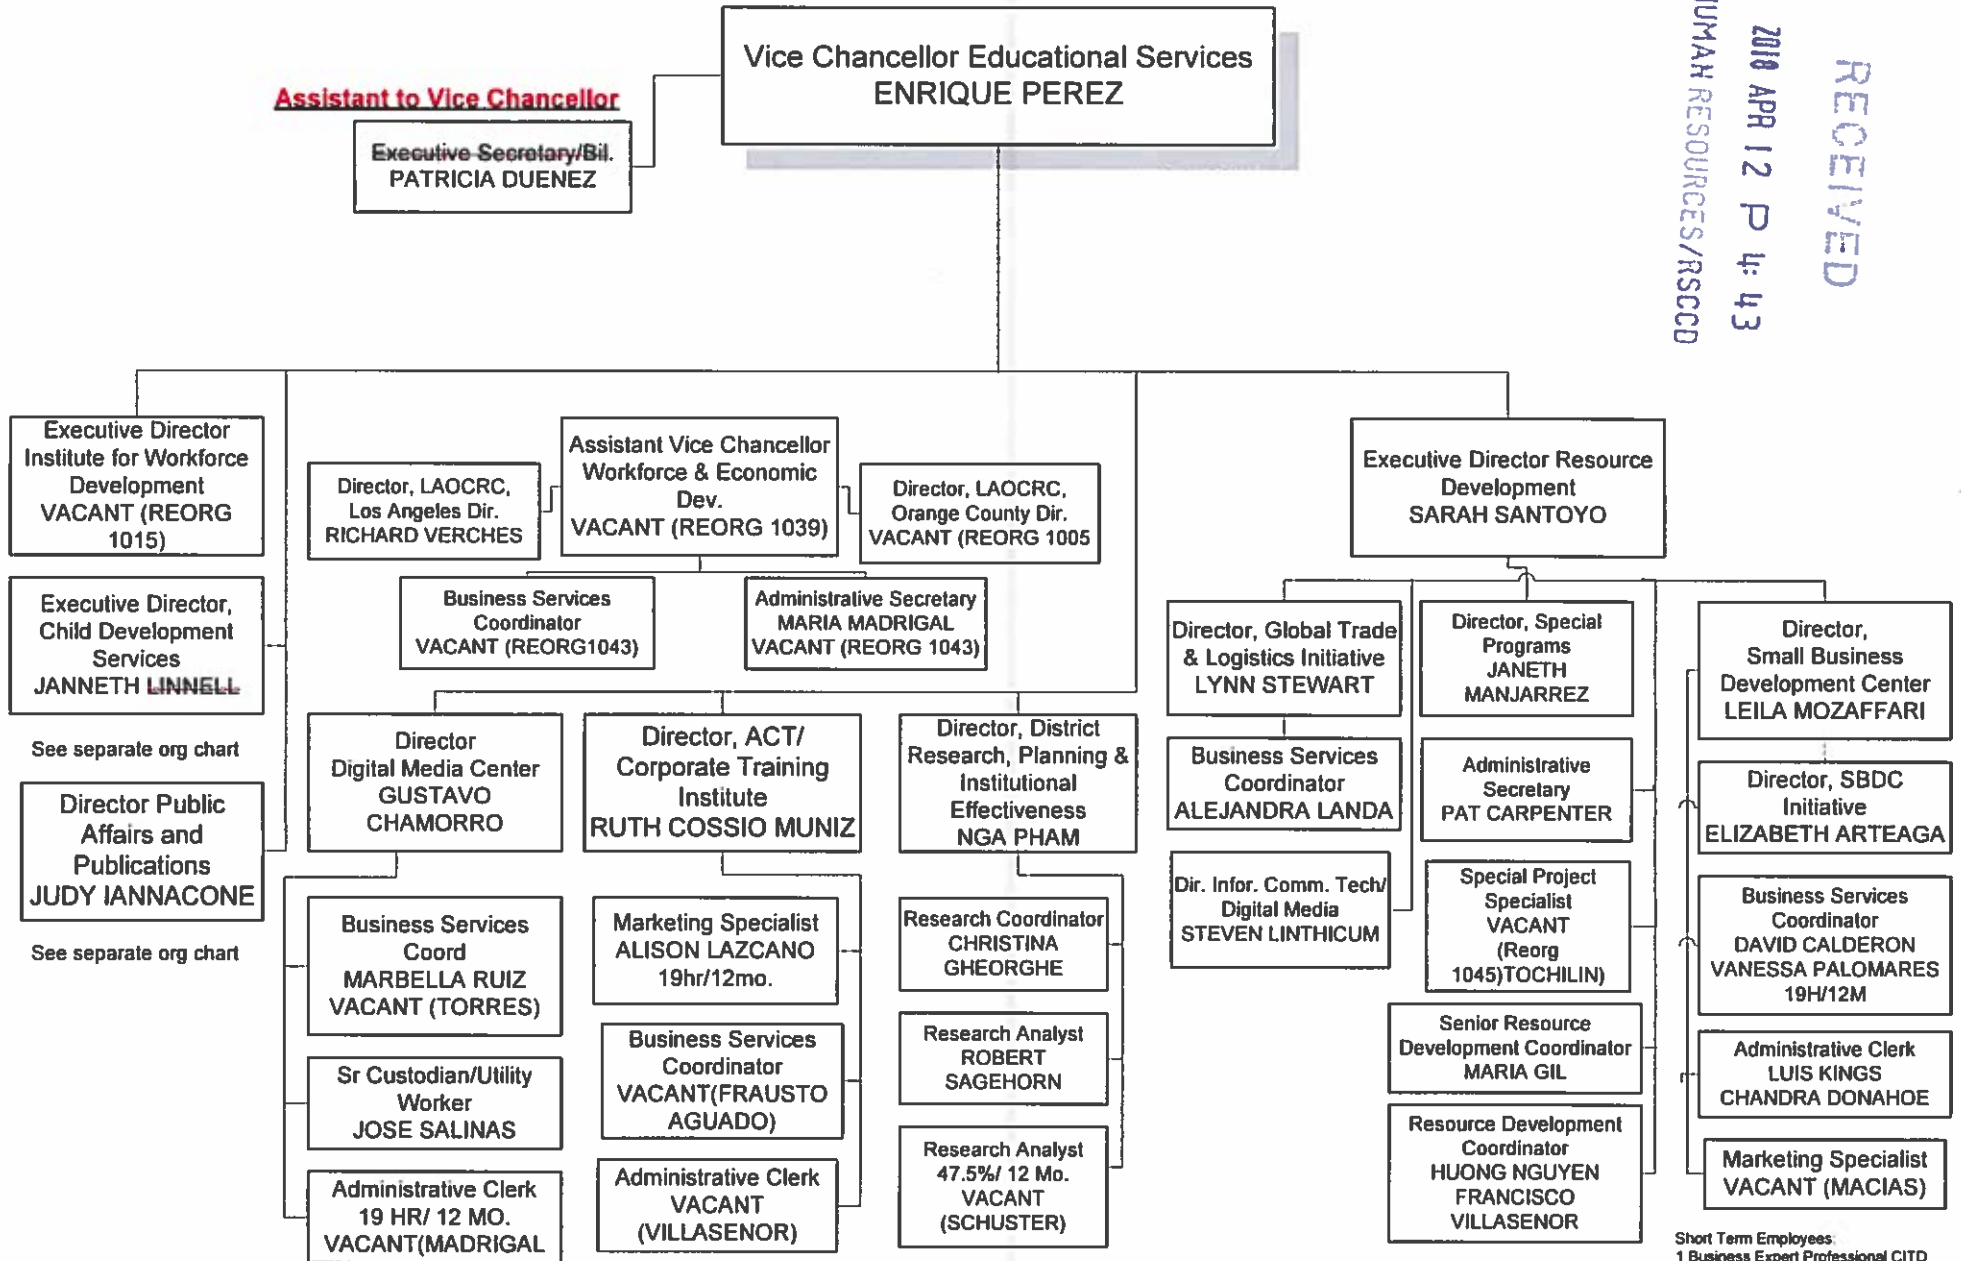 Vice Chancellor Educational Services
ENRIQUE PEREZ
Assistant to Vice Chancellor
Executive Secretary/Bil.
PATRICIA DUENEZ
RECEIVED
2018 APR 12 P 4: 43
HUMAN RESOURCES/RSCCD
Executive Director
Institute for Workforce
Development
VACANT (REORG
1015)
Executive Director,
Child Development
Services
JANNETH LINNELL
See separate org chart
Director Public
Affairs and
Publications
JUDY IANNACONE
See separate org chart
Director, LAOCRC,
Los Angeles Dir.
RICHARD VERCHES
Assistant Vice Chancellor
Workforce & Economic
Dev.
VACANT (REORG 1039)
Director, LAOCRC,
Orange County Dir.
VACANT (REORG 1005
Business Services
Coordinator
VACANT (REORG1043)
Administrative Secretary
MARIA MADRIGAL
VACANT (REORG 1043)
Director
Digital Media Center
GUSTAVO
CHAMORRO
Business Services
Coord
MARBELLA RUIZ
VACANT (TORRES)
Sr Custodian/Utility
Worker
JOSE SALINAS
Administrative Clerk
19 HR/ 12 MO.
VACANT(MADRIGAL
Director, ACT/
Corporate Training
Institute
RUTH COSSIO MUNIZ
Marketing Specialist
ALISON LAZCANO
19hr/12mo.
Business Services
Coordinator
VACANT(FRAUSTO
AGUADO)
Administrative Clerk
VACANT
(VILLASENOR)
Director, District
Research, Planning &
Institutional
Effectiveness
NGA PHAM
Research Coordinator
CHRISTINA
GHEORGHE
Research Analyst
ROBERT
SAGEHORN
Research Analyst
47.5%/ 12 Mo.
VACANT
(SCHUSTER)
Executive Director Resource
Development
SARAH SANTOYO
Director, Global Trade
& Logistics Initiative
LYNN STEWART
Business Services
Coordinator
ALEJANDRA LANDA
Dir. Infor. Comm. Tech/
Digital Media
STEVEN LINTHICUM
Director, Special
Programs
JANETH
MANJARREZ
Administrative
Secretary
PAT CARPENTER
Special Project
Specialist
VACANT
(Reorg
1045)TOCHILIN)
Senior Resource
Development Coordinator
MARIA GIL
Resource Development
Coordinator
HUONG NGUYEN
FRANCISCO
VILLASENOR
Director,
Small Business
Development Center
LEILA MOZAFFARI
Director, SBDC
Initiative
ELIZABETH ARTEAGA
Business Services
Coordinator
DAVID CALDERON
VANESSA PALOMARES
19H/12M
Administrative Clerk
LUIS KINGS
CHANDRA DONAHOE
Marketing Specialist
VACANT (MACIAS)
Short Term Employees:
1 Business Expert Professional CITD